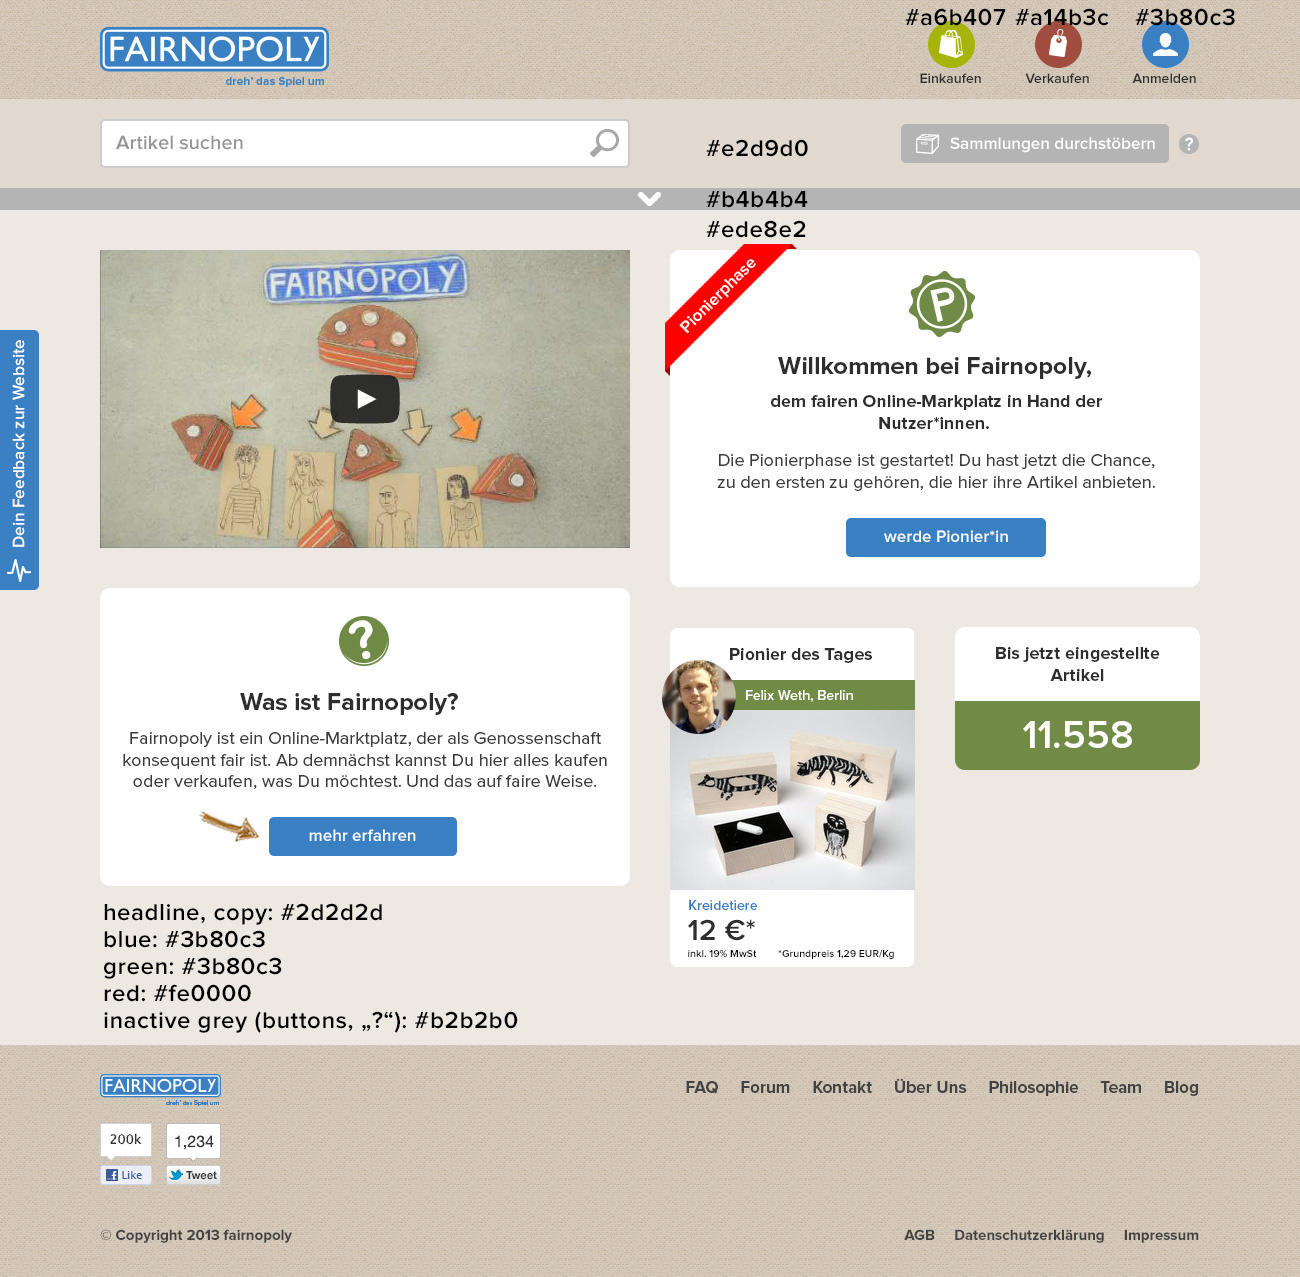 #a6b407 #a14b3c #3b80c3
FAIRNOPOLY
dreh' das Spiel um
Einkaufen Verkaufen Anmelden
Artikel suchen
#e2d9d0
Sammlungen durchstöbern ?
#b4b4b4
#ede8e2
FAIRNOPOLY
Pionierphase
P
Willkommen bei Fairnopoly,
dem fairen Online-Markplatz in Hand der
Nutzer*innen.
Die Pionierphase ist gestartet! Du hast jetzt die Chance,
zu den ersten zu gehören, die hier ihre Artikel anbieten.
werde Pionier*in
Dein Feedback zur Website
?
Was ist Fairnopoly?
Fairnopoly ist ein Online-Marktplatz, der als Genossenschaft
konsequent fair ist. Ab demnächst kannst Du hier alles kaufen
oder verkaufen, was Du möchtest. Und das auf faire Weise.
mehr erfahren
Pionier des Tages
Felix Weth, Berlin
Kreidetiere
12 €*
inkl. 19% MwSt *Grundpreis 1,29 EUR/Kg
Bis jetzt eingestellte
Artikel
11.558
headline, copy: #2d2d2d
blue: #3b80c3
green: #3b80c3
red: #fe0000
inactive grey (buttons, „?“): #b2b2b0
FAIRNOPOLY
dreh' das Spiel um
FAQ Forum Kontakt Über Uns Philosophie Team Blog
200k 1,234
Like Tweet
© Copyright 2013 fairnopoly
AGB Datenschutzerklärung Impressum